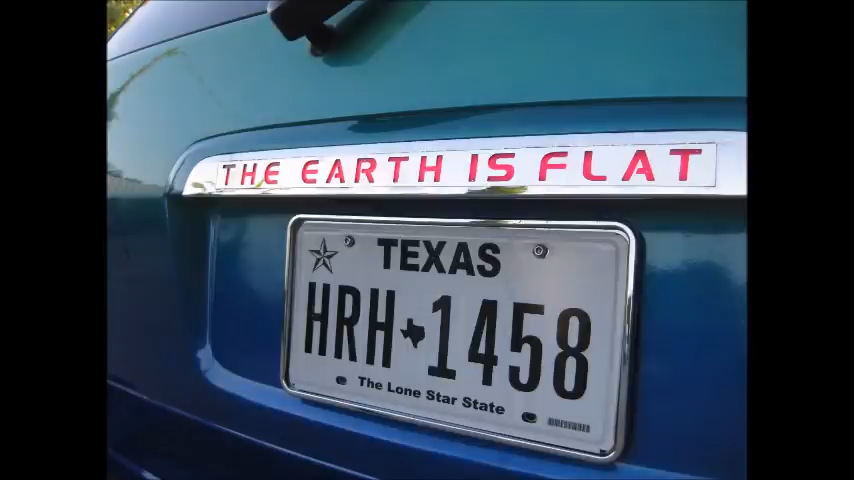 THE EARTH IS FLAT
TEXAS
HRH 1458
The Lone Star State